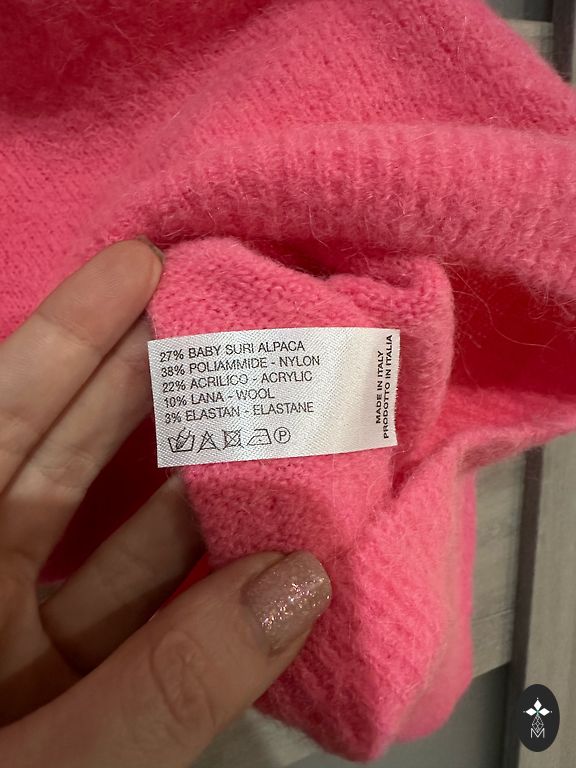 27% BABY SURI ALPACA
38% POLIAMMIDE - NYLON
22% ACRILICO - ACRYLIC
10% LANA - WOOL
3% ELASTAN - ELASTANE
P
MADE IN ITALY
PRODOTTO IN ITALIA
M